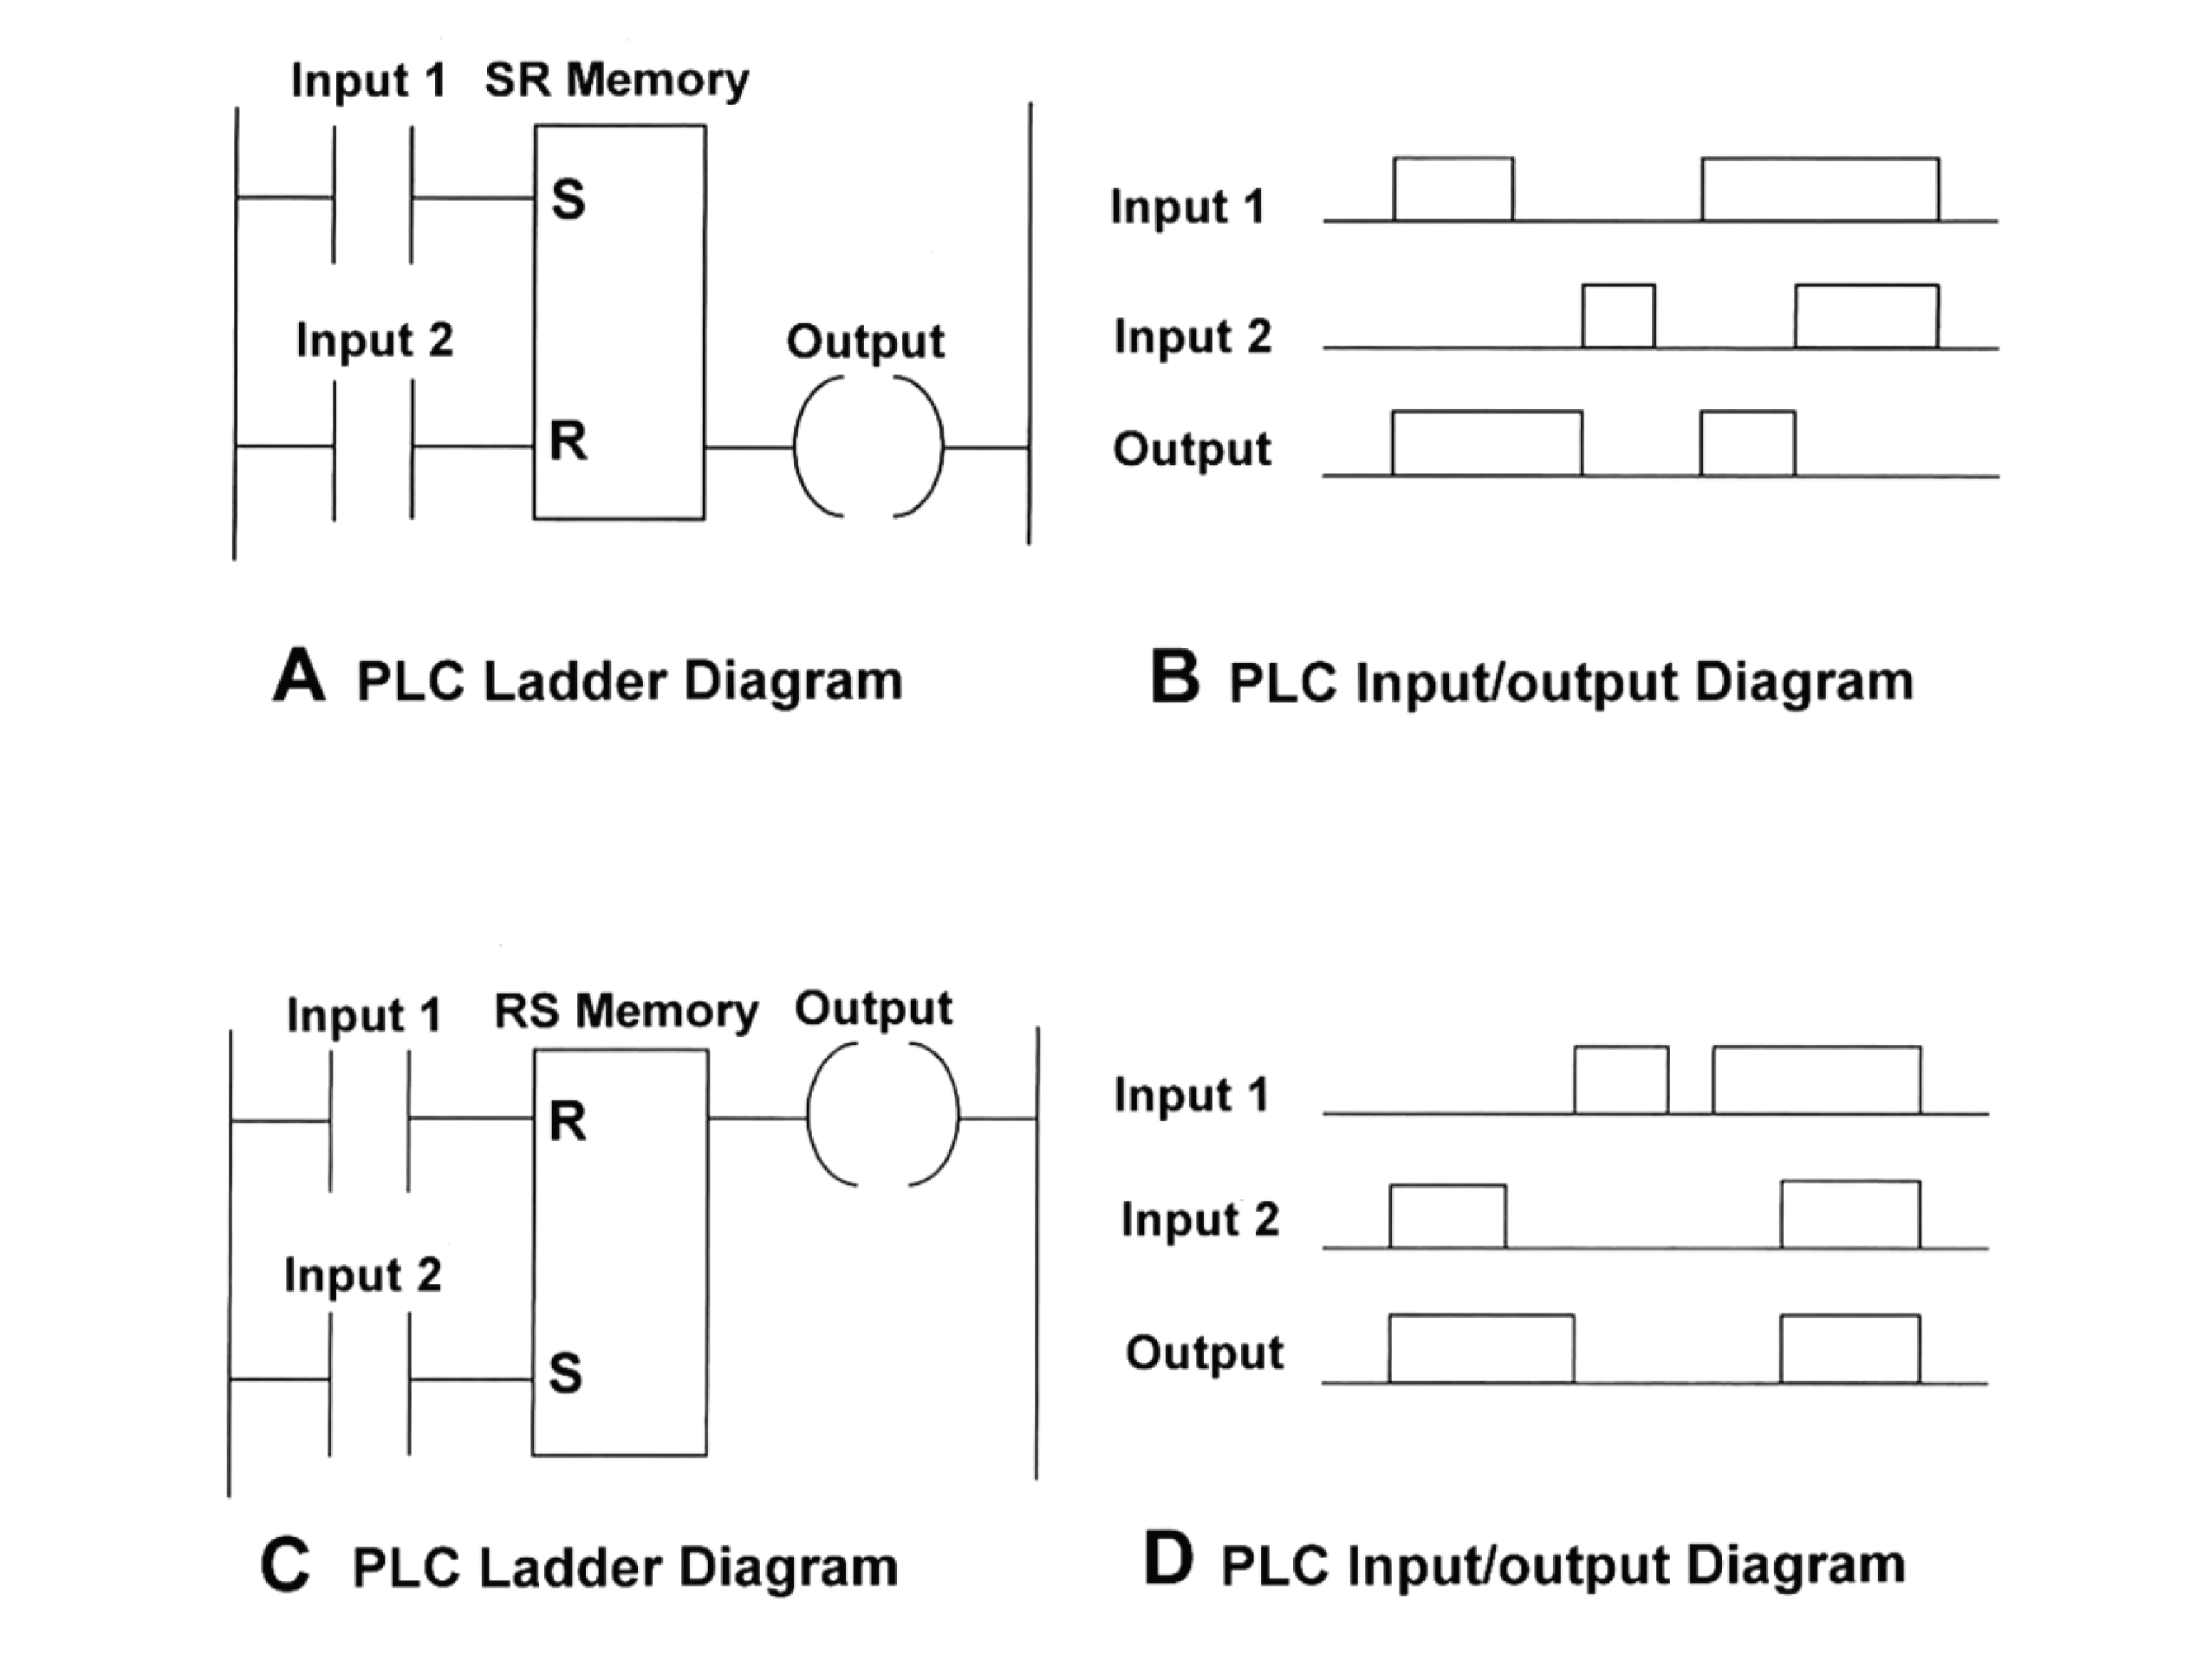 Input 1 SR Memory
S
Input 2
Output
R
Input 1
Input 2
Output
A PLC Ladder Diagram
B PLC Input/output Diagram
Input 1 RS Memory Output
R
Input 2
S
Input 1
Input 2
Output
C PLC Ladder Diagram
D PLC Input/output Diagram